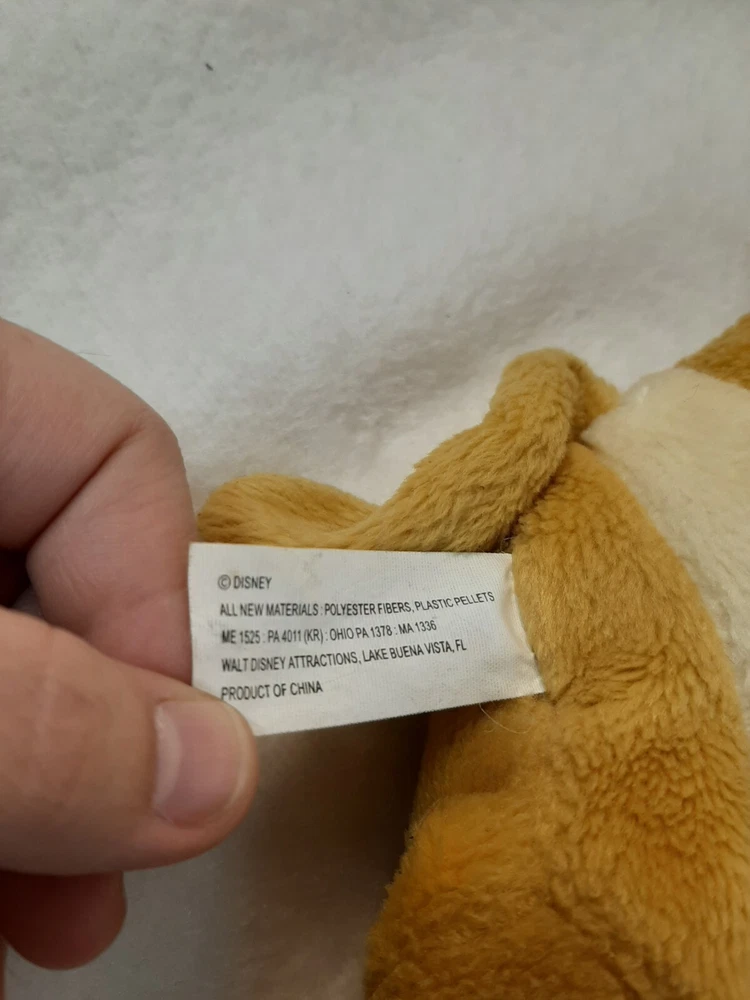 © DISNEY
ALL NEW MATERIALS : POLYESTER FIBERS, PLASTIC PELLETS
ME 1525 : PA 4011 (KR) : OHIO PA 1378 : MA 1336
WALT DISNEY ATTRACTIONS, LAKE BUENA VISTA, FL
PRODUCT OF CHINA